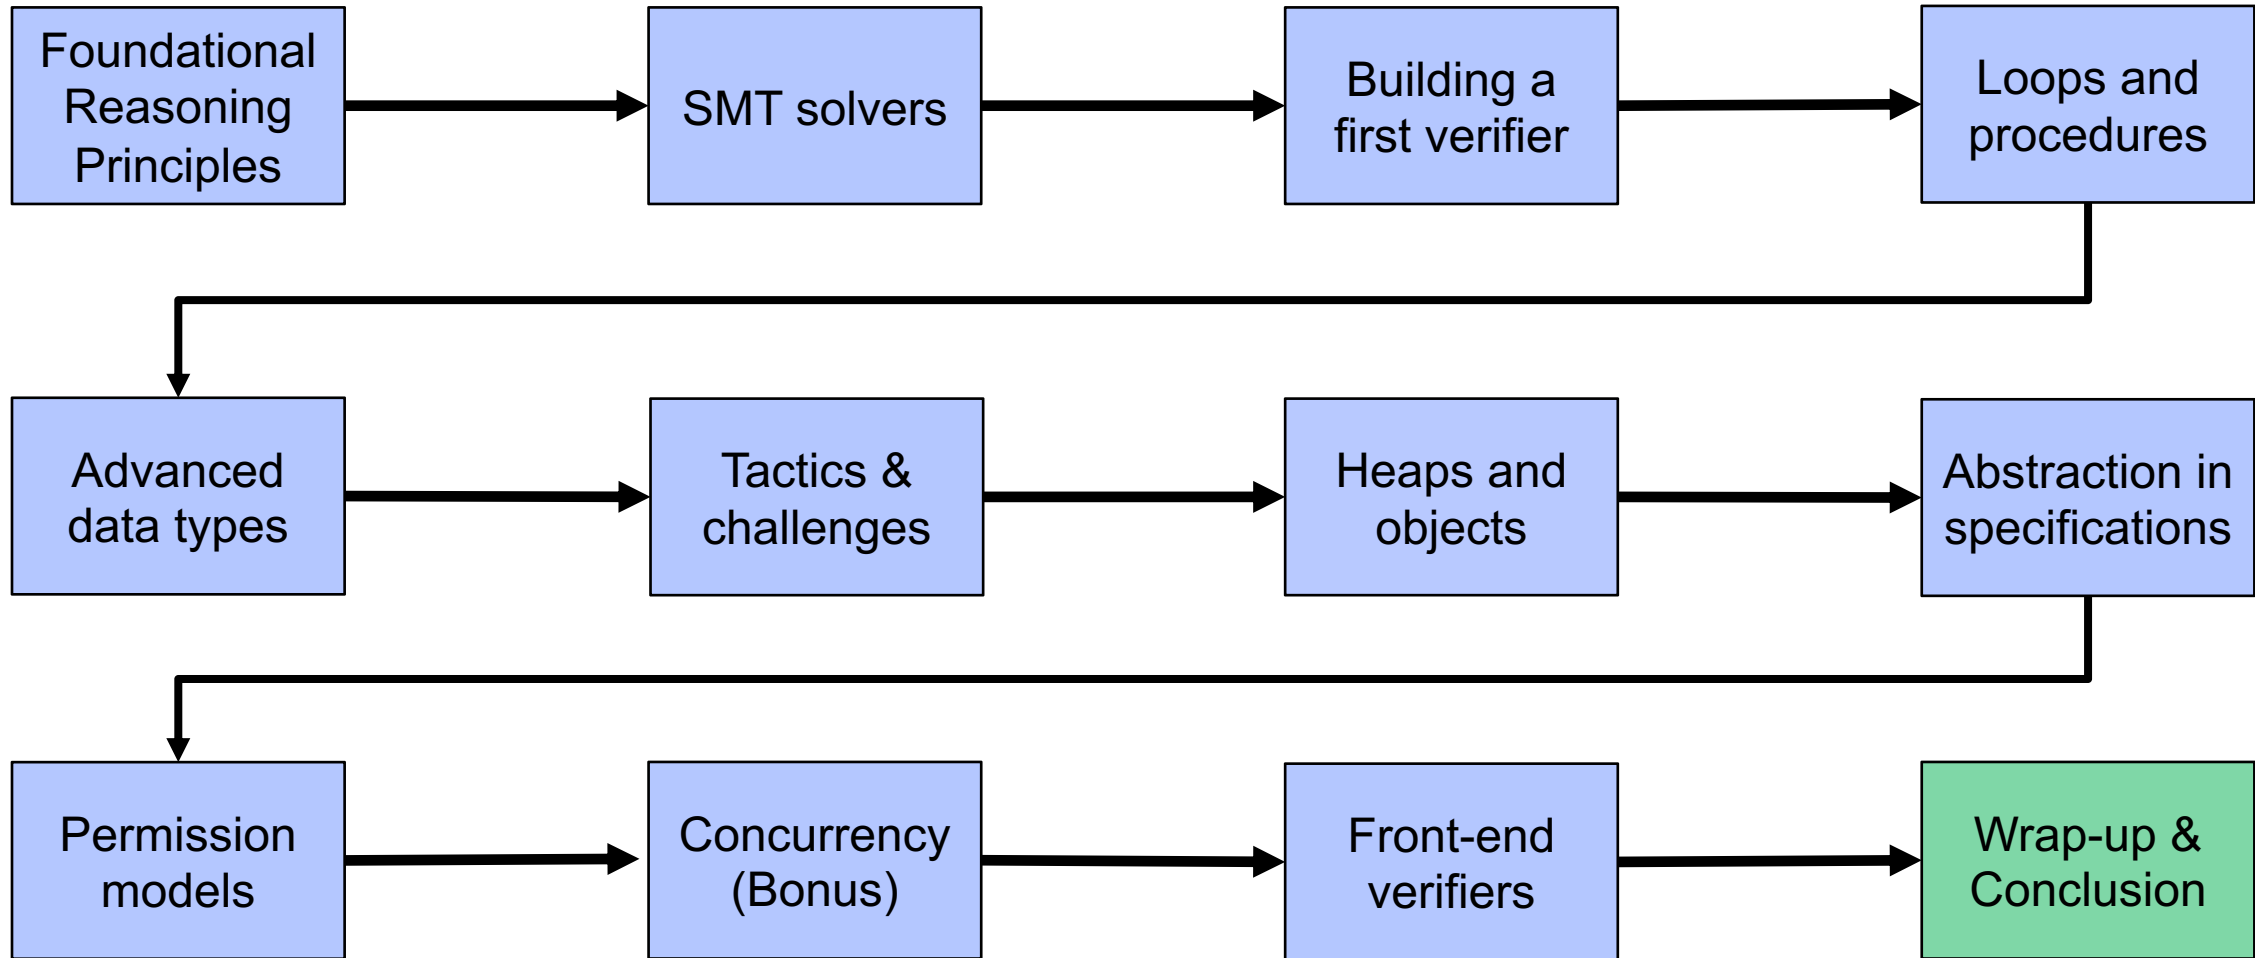 Foundational
Reasoning
Principles
SMT solvers
Building a
first verifier
Loops and
procedures
Advanced
data types
Tactics &
challenges
Heaps and
objects
Abstraction in
specifications
Permission
models
Concurrency
(Bonus)
Front-end
verifiers
Wrap-up &
Conclusion